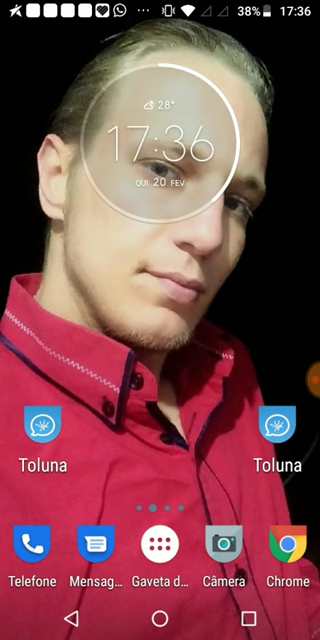 38% 17:36
28°
17:36
QUI 20 FEV
Toluna
Toluna
Telefone Mensag... Gaveta d... Câmera Chrome